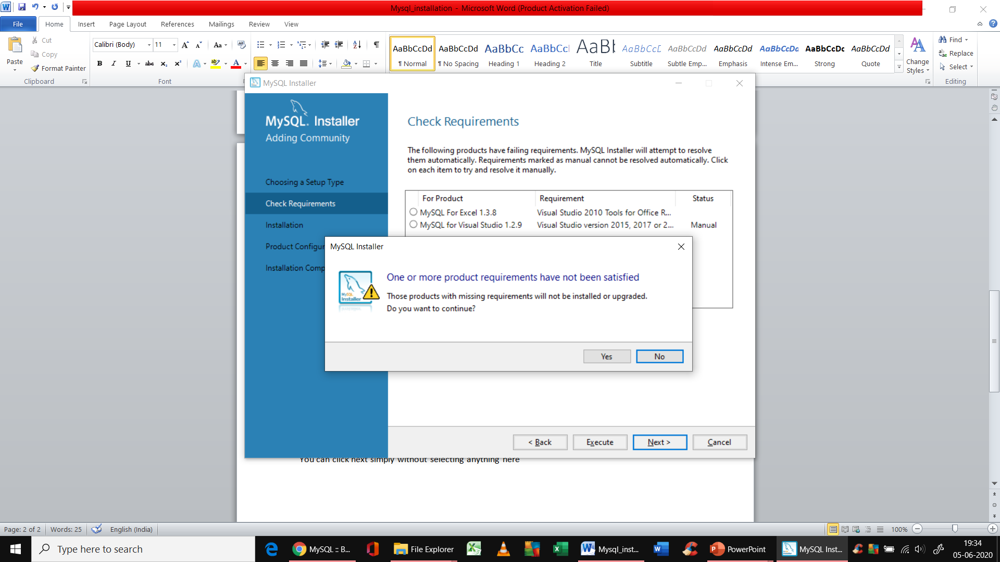 Mysql_installation - Microsoft Word (Product Activation Failed)
File Home Insert Page Layout References Mailings Review View
Paste
Cut
Copy
Format Painter
Clipboard
Calibri (Body) 11
Font
AaBbCcDd AaBbCcDd AaBbCc AaBbCc AaBb AaBbCcD AaBbCcDd AaBbCcDd AaBbCcDd AaBbCcDd AaBbCcDd
¶ Normal ¶ No Spacing Heading 1 Heading 2 Title Subtitle Subtle Emp... Emphasis Intense Em... Strong Quote
Change
Styles
Find
Replace
Select
Editing
MySQL Installer
MySQL. Installer
Adding Community
Choosing a Setup Type
Check Requirements
Installation
Product Configur
Installation Comp
Check Requirements
The following products have failing requirements. MySQL Installer will attempt to resolve
them automatically. Requirements marked as manual cannot be resolved automatically. Click
on each item to try and resolve it manually.
For Product Requirement Status
MySQL For Excel 1.3.8 Visual Studio 2010 Tools for Office R...
MySQL for Visual Studio 1.2.9 Visual Studio version 2015, 2017 or 2... Manual
MySQL Installer
MySQL
Installer
One or more product requirements have not been satisfied
Those products with missing requirements will not be installed or upgraded.
Do you want to continue?
Yes No
< Back Execute Next > Cancel
You can click next simply without selecting anything here
Page: 2 of 2 Words: 25 English (India) 100%
Type here to search
MySQL :: B... File Explorer Mysql_inst... PowerPoint MySQL Inst...
19:34
05-06-2020